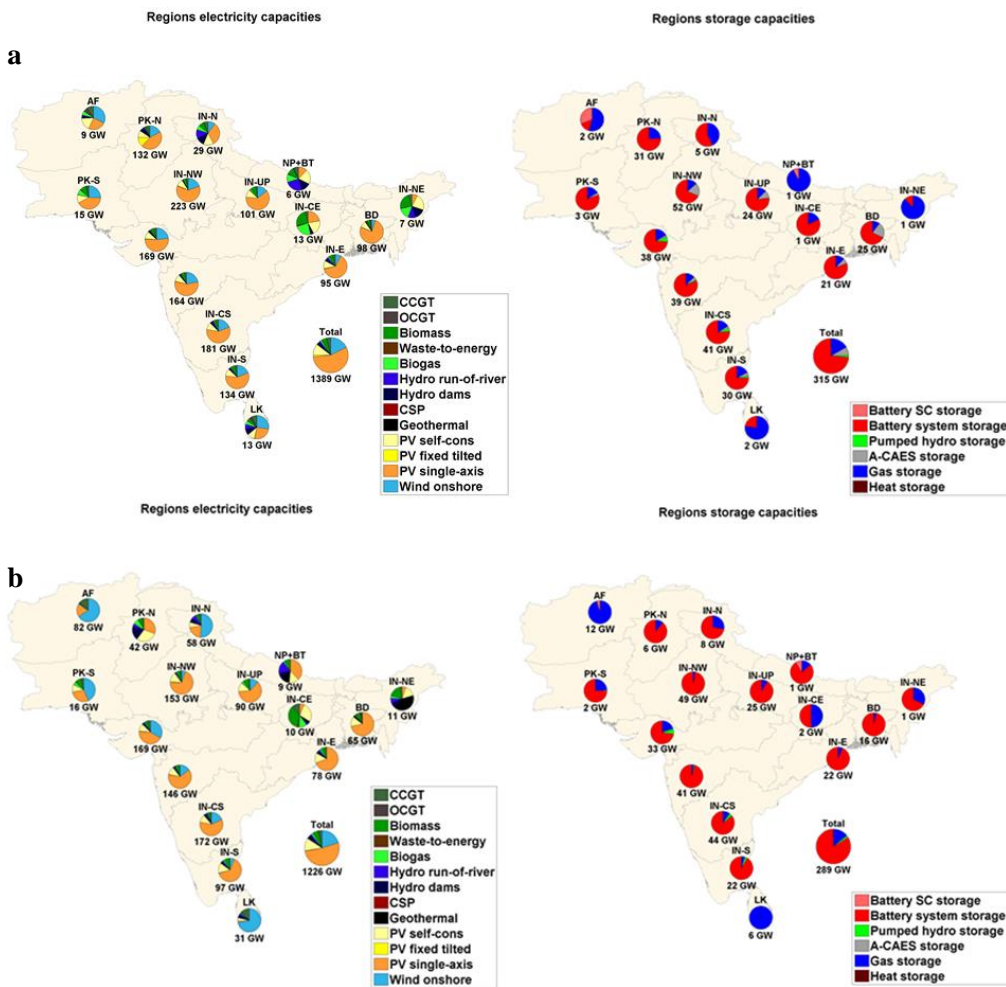 Regions electricity capacities
Regions storage capacities
a
AF
9 GW
PK-N
132 GW
IN-N
29 GW
NP+BT
6 GW
IN-NE
7 GW
PK-S
15 GW
IN-NW
223 GW
IN-UP
101 GW
IN-CE
13 GW
BD
98 GW
169 GW
IN-E
95 GW
164 GW
IN-CS
181 GW
IN-S
134 GW
LK
13 GW
Total
1389 GW
CCGT
OCGT
Biomass
Waste-to-energy
Biogas
Hydro run-of-river
Hydro dams
CSP
Geothermal
PV self-cons
PV fixed tilted
PV single-axis
Wind onshore
AF
2 GW
PK-N
31 GW
IN-N
5 GW
NP+BT
1 GW
IN-NE
1 GW
PK-S
3 GW
IN-NW
52 GW
IN-UP
24 GW
IN-CE
1 GW
BD
25 GW
38 GW
IN-E
21 GW
39 GW
IN-CS
41 GW
IN-S
30 GW
LK
2 GW
Total
315 GW
Battery SC storage
Battery system storage
Pumped hydro storage
A-CAES storage
Gas storage
Heat storage
Regions electricity capacities
Regions storage capacities
b
AF
82 GW
PK-N
42 GW
IN-N
58 GW
NP+BT
9 GW
IN-NE
11 GW
PK-S
16 GW
IN-NW
153 GW
IN-UP
90 GW
IN-CE
10 GW
BD
65 GW
169 GW
IN-E
78 GW
146 GW
IN-CS
172 GW
IN-S
97 GW
LK
31 GW
Total
1226 GW
CCGT
OCGT
Biomass
Waste-to-energy
Biogas
Hydro run-of-river
Hydro dams
CSP
Geothermal
PV self-cons
PV fixed tilted
PV single-axis
Wind onshore
AF
12 GW
PK-N
6 GW
IN-N
8 GW
NP+BT
1 GW
IN-NE
1 GW
PK-S
2 GW
IN-NW
49 GW
IN-UP
25 GW
IN-CE
2 GW
BD
16 GW
33 GW
IN-E
22 GW
41 GW
IN-CS
44 GW
IN-S
22 GW
LK
6 GW
Total
289 GW
Battery SC storage
Battery system storage
Pumped hydro storage
A-CAES storage
Gas storage
Heat storage